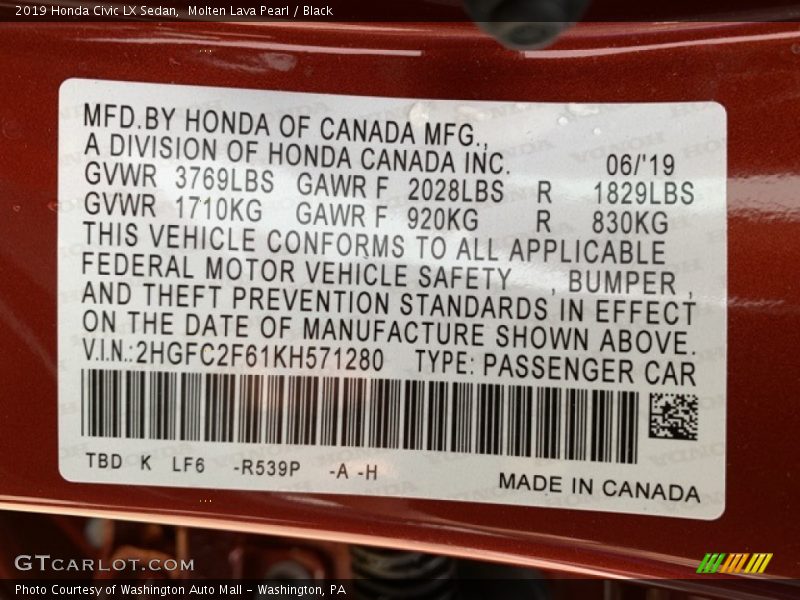 2019 Honda Civic LX Sedan,  Molten Lava Pearl / Black
MFD.BY HONDA OF CANADA MFG.,
A DIVISION OF HONDA CANADA INC. 06/'19
GVWR 3769LBS GAWR F 2028LBS R 1829LBS
GVWR 1710KG GAWR F 920KG R 830KG
THIS VEHICLE CONFORMS TO ALL APPLICABLE
FEDERAL MOTOR VEHICLE SAFETY , BUMPER ,
AND THEFT PREVENTION STANDARDS IN EFFECT
ON THE DATE OF MANUFACTURE SHOWN ABOVE.
V.I.N.:2HGFC2F61KH571280 TYPE: PASSENGER CAR
TBD K LF6 -R539P -A -H
MADE IN CANADA
GTCARLOT.COM
Photo Courtesy of Washington Auto Mall - Washington, PA